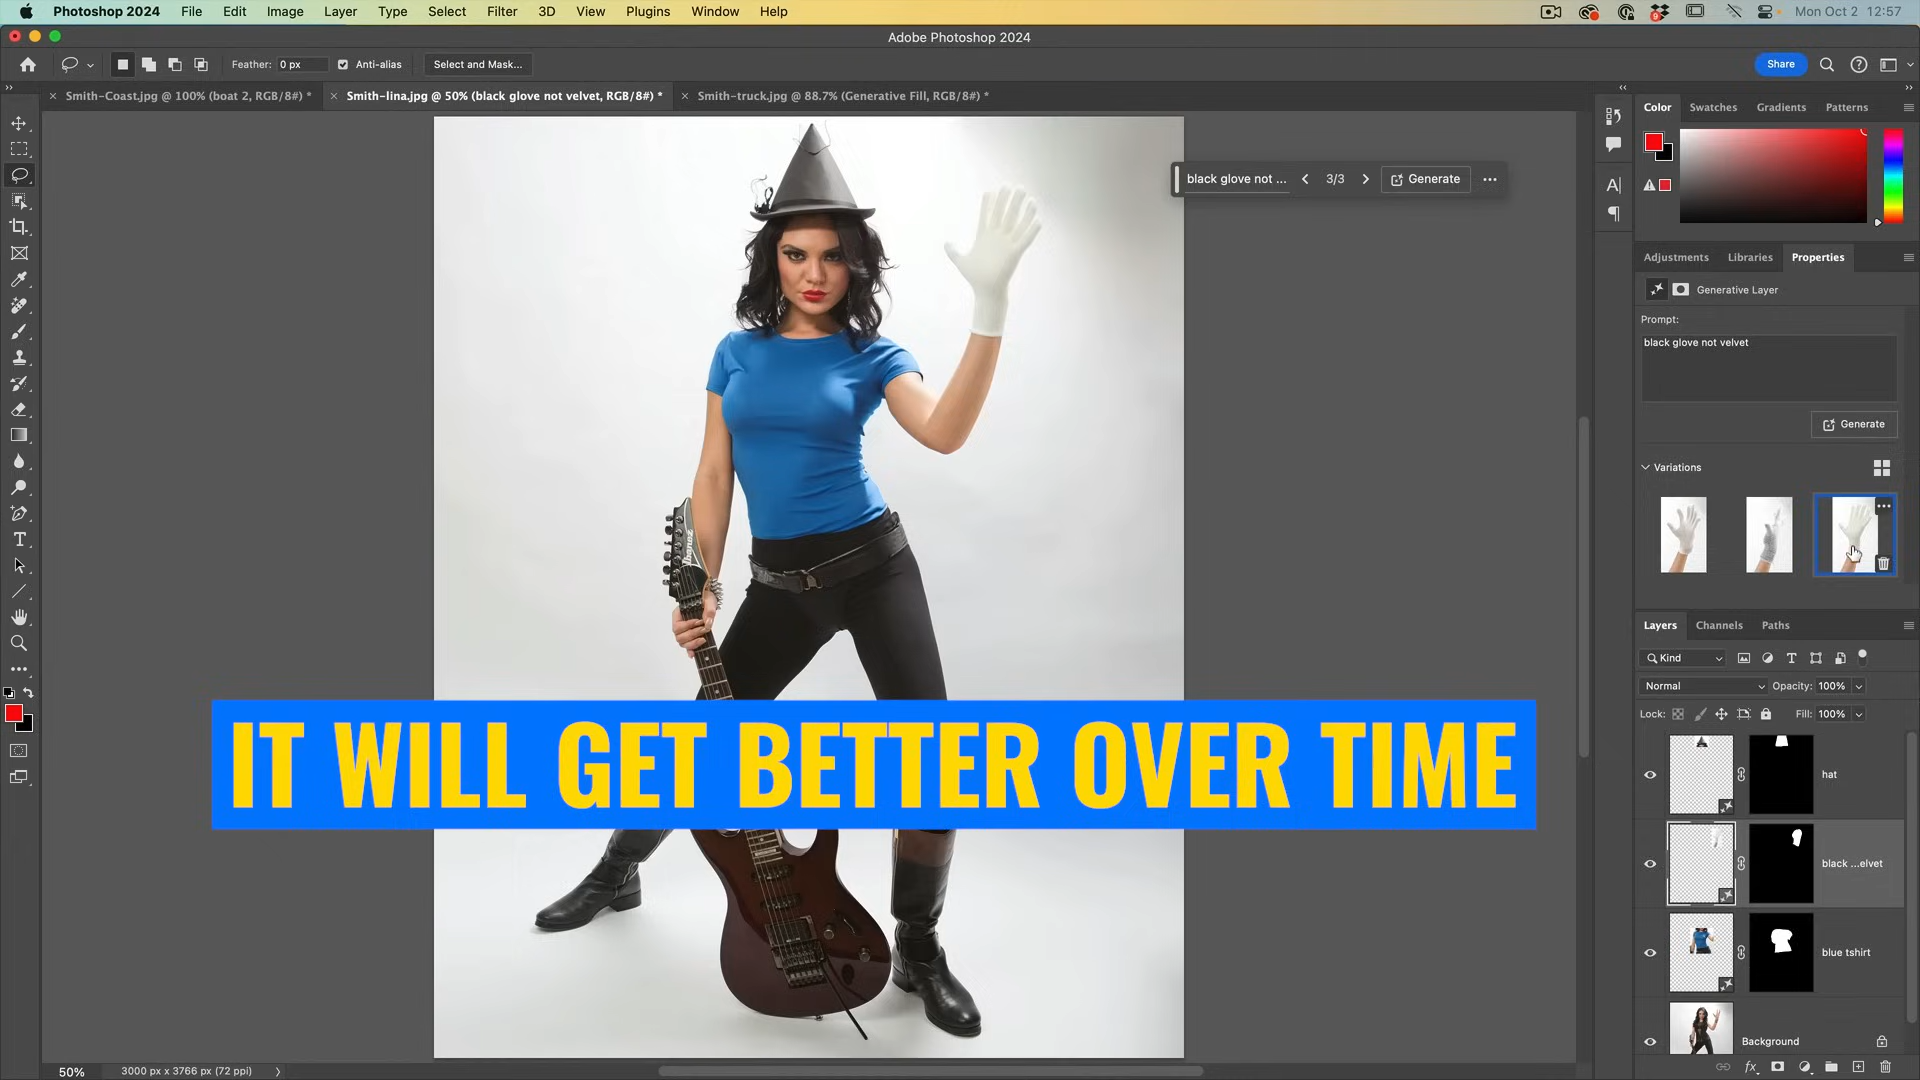 Photoshop 2024 File Edit Image Layer Type Select Filter 3D View Plugins Window Help
9
Mon Oct 2 12:57
Adobe Photoshop 2024
Feather: 0 px Anti-alias Select and Mask... Share
Smith-Coast.jpg @ 100% (boat 2, RGB/8#) *
Smith-lina.jpg @ 50% (black glove not velvet, RGB/8#) *
Smith-truck.jpg @ 88.7% (Generative Fill, RGB/8#) *
Color Swatches Gradients Patterns
black glove not ... 3/3 Generate
Adjustments Libraries Properties
Generative Layer
Prompt:
black glove not velvet
Generate
Variations
Ibanez
Layers Channels Paths
Kind
Normal Opacity: 100%
Lock: Fill: 100%
IT WILL GET BETTER OVER TIME
hat
black ...elvet
blue tshirt
Background
50% 3000 px x 3766 px (72 ppi)
fx